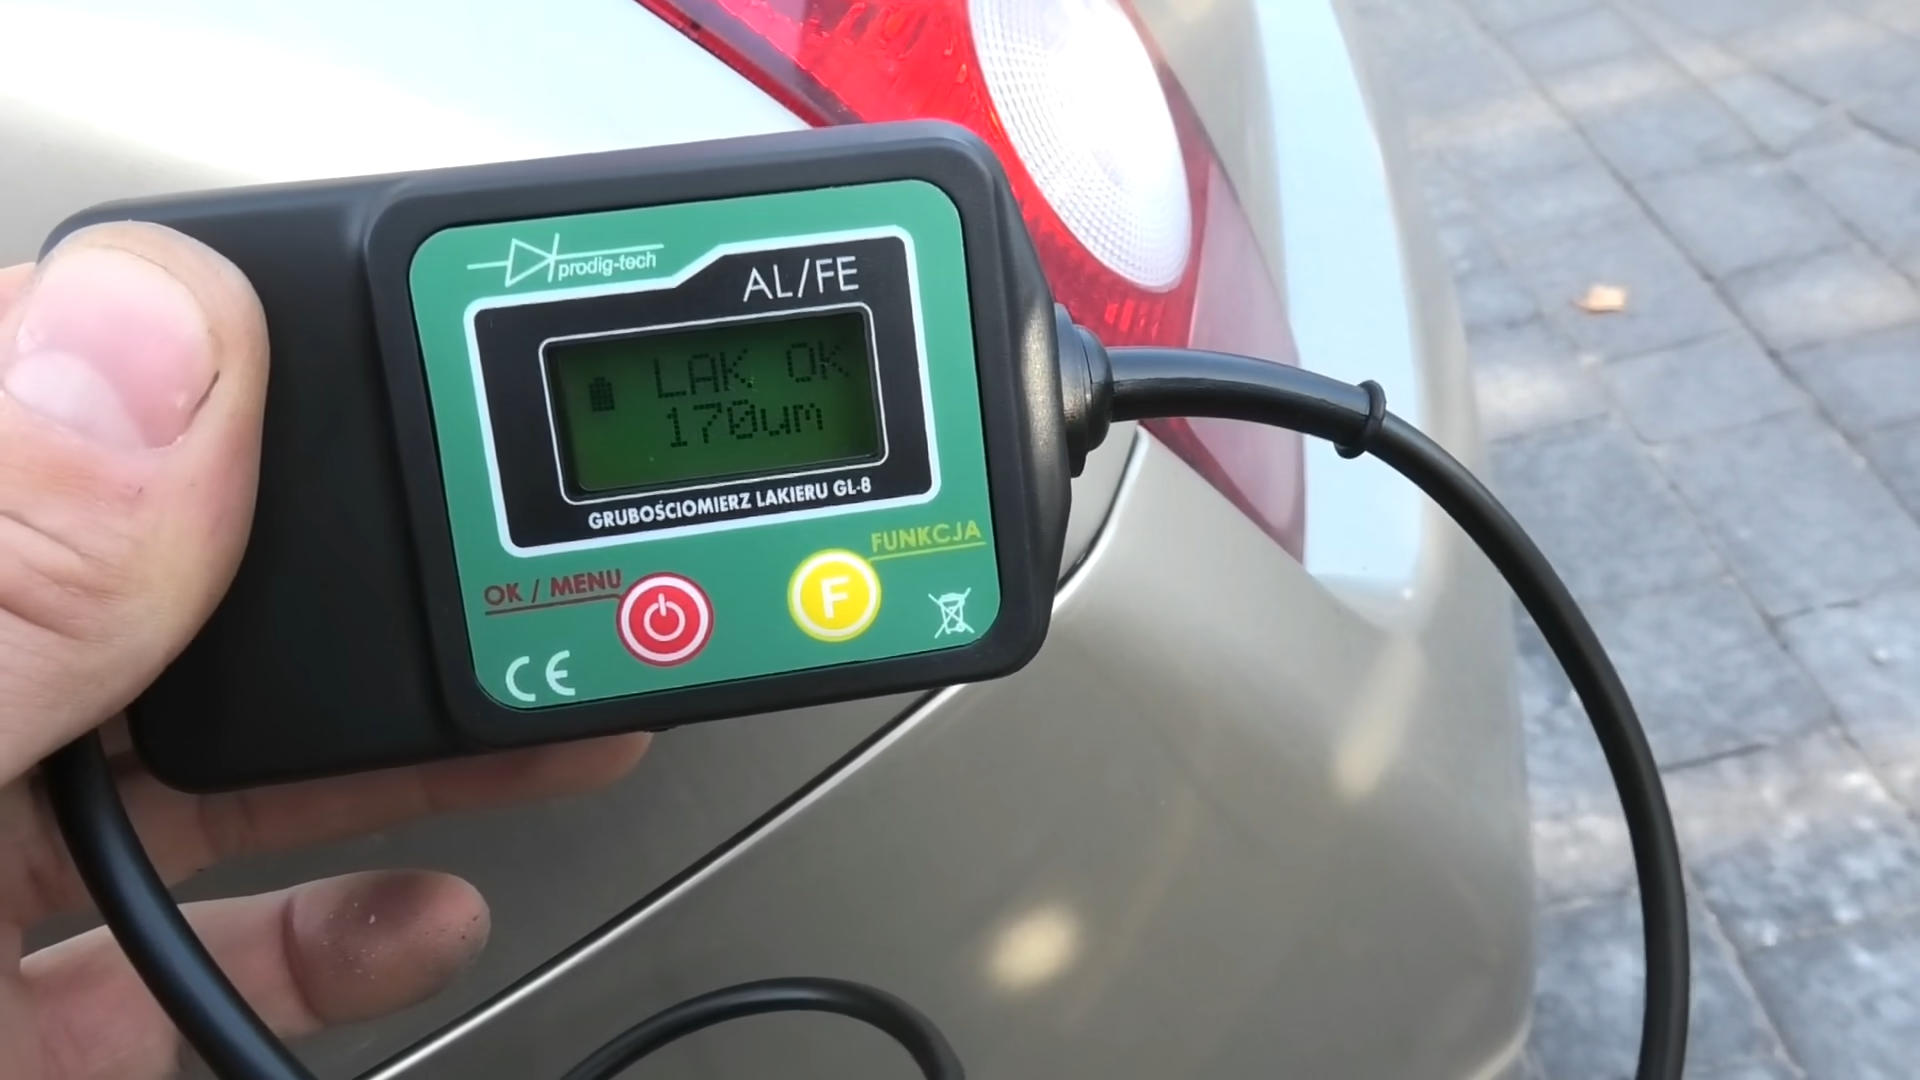 prodig-tech
AL/FE
LAK OK
170um
GRUBOŚCIOMIERZ LAKIERU GL-8
FUNKCJA
OK / MENU
F
CE